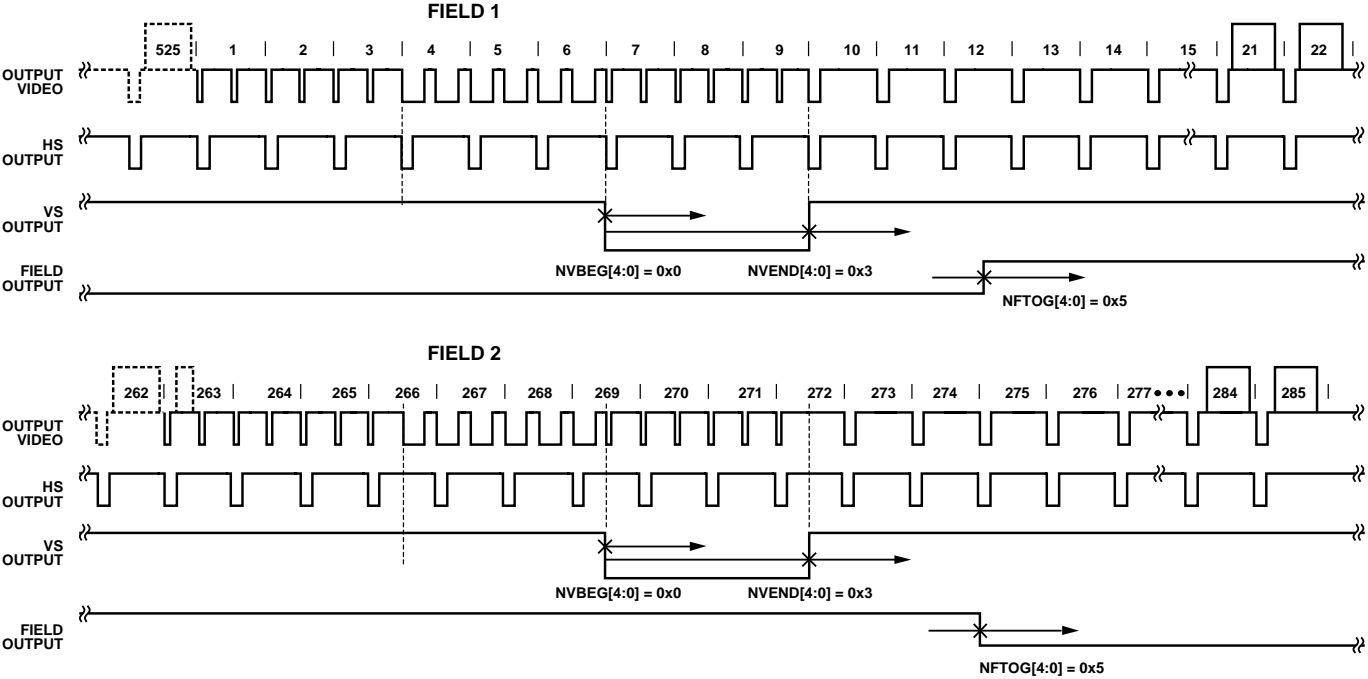 FIELD 1
525 | 1 | 2 | 3 | 4 | 5 | 6 | 7 | 8 | 9 | 10 | 11 | 12 | 13 | 14 | 15 | 21 | 22 |
OUTPUT
VIDEO
HS
OUTPUT
VS
OUTPUT
NVBEG[4:0] = 0x0 NVEND[4:0] = 0x3
FIELD
OUTPUT
NFTOG[4:0] = 0x5
FIELD 2
262 | 263 | 264 | 265 | 266 | 267 | 268 | 269 | 270 | 271 | 272 | 273 | 274 | 275 | 276 | 277 ••• | 284 | 285 |
OUTPUT
VIDEO
HS
OUTPUT
VS
OUTPUT
NVBEG[4:0] = 0x0 NVEND[4:0] = 0x3
FIELD
OUTPUT
NFTOG[4:0] = 0x5